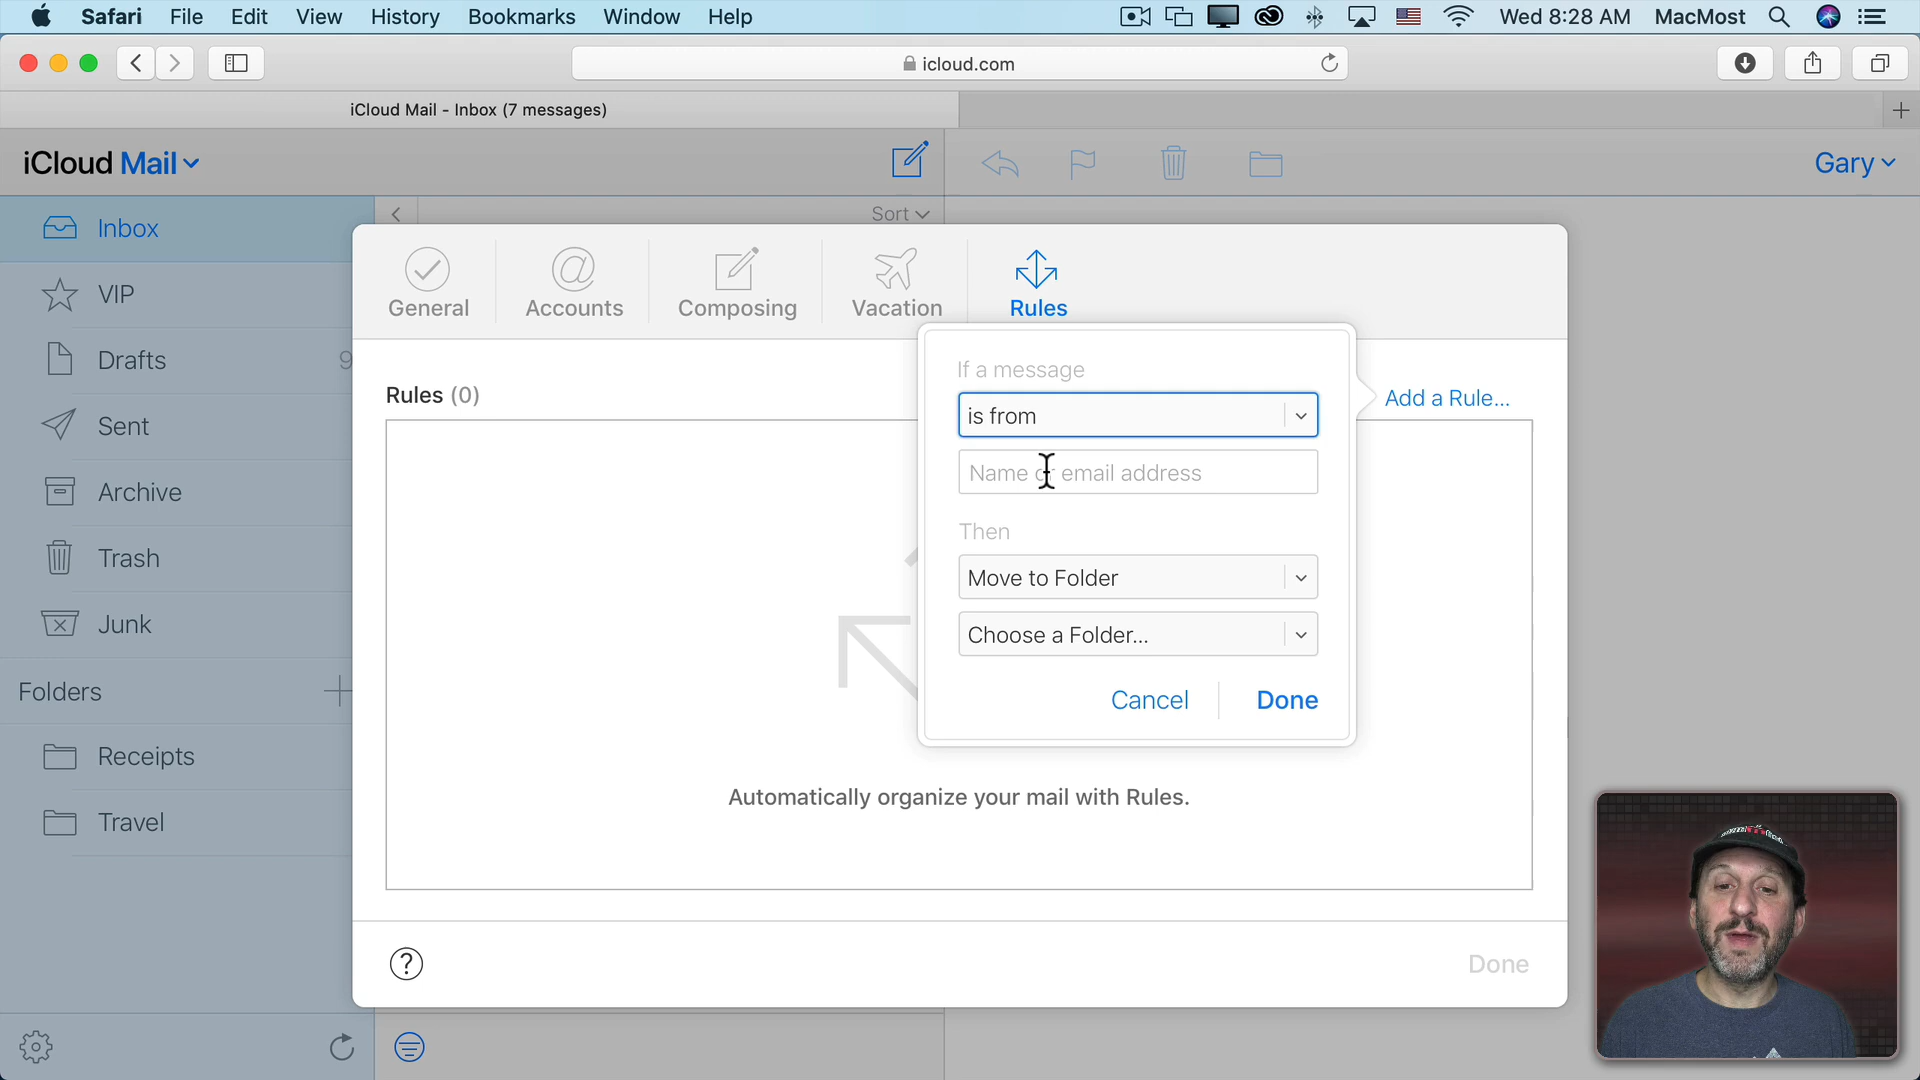 Safari File Edit View History Bookmarks Window Help Wed 8:28 AM MacMost
icloud.com
iCloud Mail - Inbox (7 messages)
iCloud Mail
Gary
Inbox
Sort
VIP
Drafts 9
Sent
Archive
Trash
Junk
Folders
Receipts
Travel
General Accounts Composing Vacation Rules
Rules (0)
Add a Rule...
If a message
is from
Name or email address
Then
Move to Folder
Choose a Folder...
Cancel Done
Automatically organize your mail with Rules.
?
Done